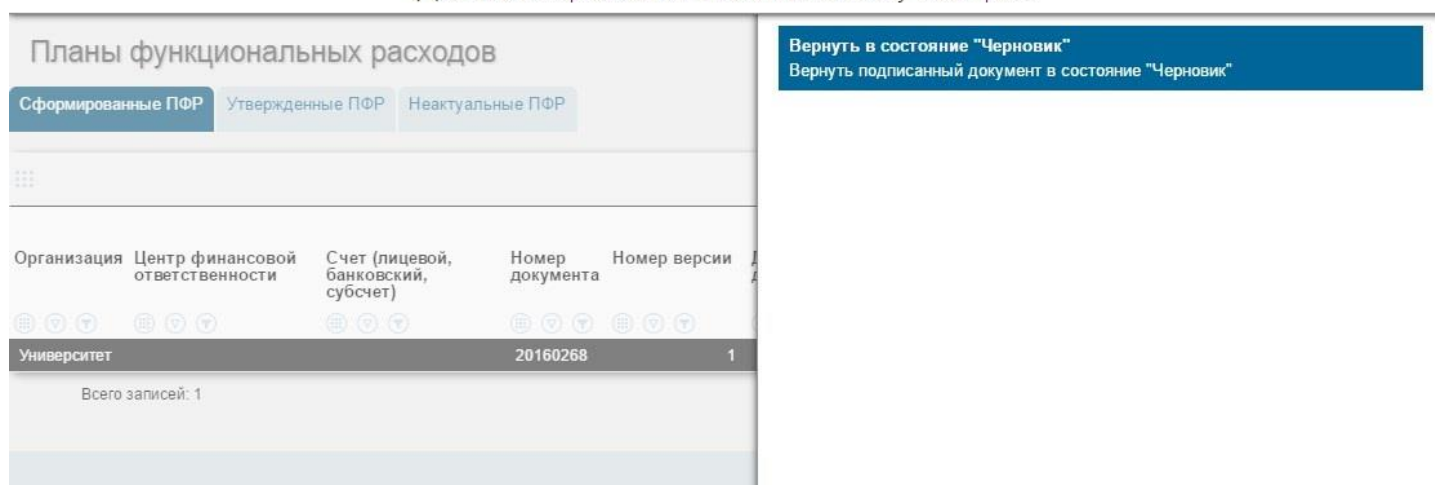 Планы функциональных расходов
Сформированные ПФР Утвержденные ПФР Неактуальные ПФР
Организация Центр финансовой ответственности Счет (лицевой, банковский, субсчет) Номер документа Номер версии
Университет 20160268 1
Всего записей: 1
Вернуть в состояние "Черновик"
Вернуть подписанный документ в состояние "Черновик"